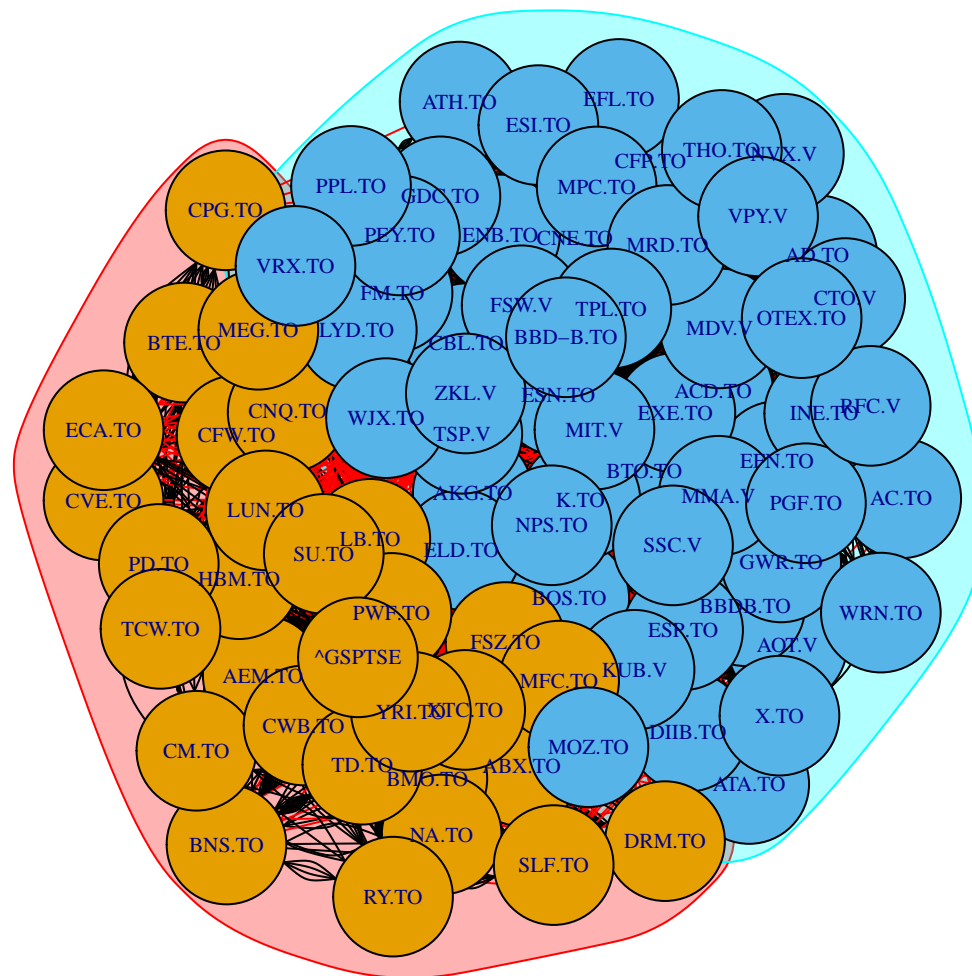 ATH.TO
EFL.TO
ESI.TO
THO.TO
NVX.V
CFP.TO
PPL.TO
GDC.TO
MPC.TO
CPG.TO
VPY.V
PEY.TO
ENB.TO
CNE.TO
MRD.TO
AD.TO
VRX.TO
FM.TO
FSW.V
TPL.TO
CTO.V
OTEX.TO
MEG.TO
LYD.TO
BTE.TO
CBL.TO
BBD-B.TO
MDV.V
ZKL.V
ESN.TO
ACD.TO
CNQ.TO
WJX.TO
EXE.TO
INE.TO
RFC.V
ECA.TO
CFW.TO
TSP.V
MIT.V
EFN.TO
BTO.TO
CVE.TO
AKG.TO
K.TO
MMA.V
PGF.TO
AC.TO
LUN.TO
NPS.TO
LB.TO
SU.TO
ELD.TO
SSC.V
PD.TO
GWR.TO
HBM.TO
BOS.TO
BBDB.TO
PWF.TO
WRN.TO
TCW.TO
ESP.TO
FSZ.TO
AOT.V
^GSPTSE
KUB.V
AEM.TO
MFC.TO
YRI.TO
XTC.TO
X.TO
CWB.TO
DIIB.TO
CM.TO
MOZ.TO
TD.TO
ABX.TO
BMO.TO
ATA.TO
NA.TO
DRM.TO
BNS.TO
SLF.TO
RY.TO